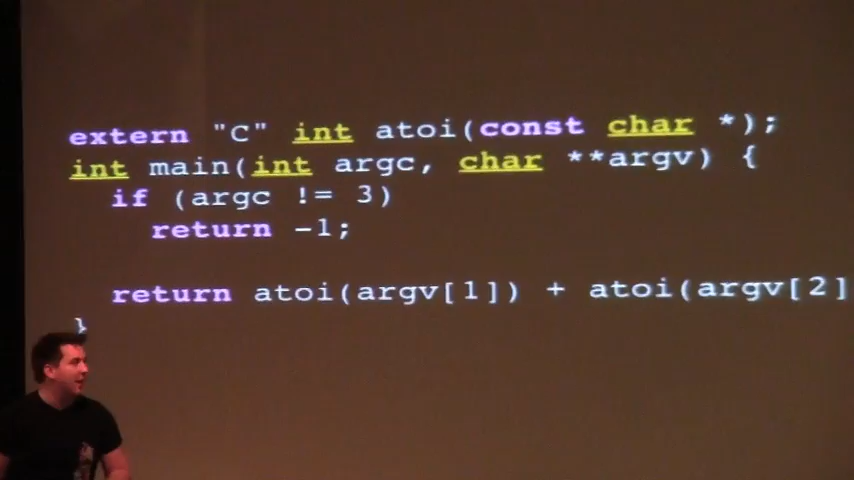 extern "C" int atoi(const char *);
int main(int argc, char **argv) {
if (argc != 3)
return -1;
return atoi(argv[1]) + atoi(argv[2]
}